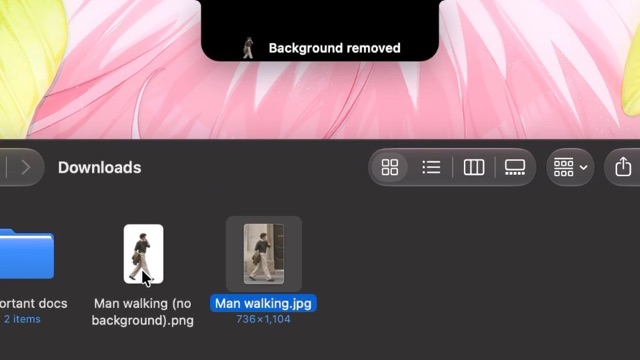 Background removed
Downloads
ortant docs
2 items
Man walking (no
background).png
Man walking.jpg
736×1,104